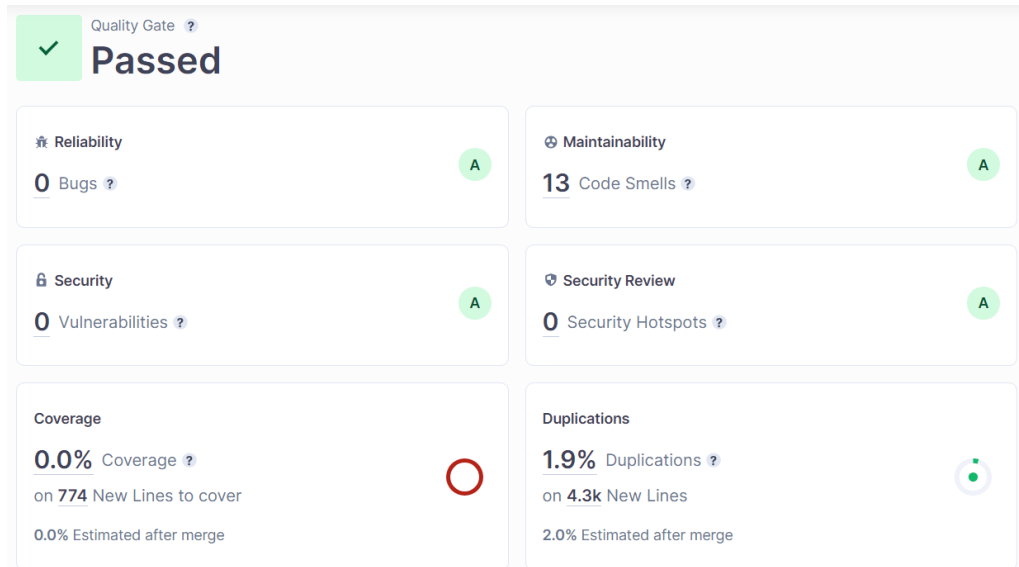 Quality Gate ?
Passed
Reliability
0 Bugs ?
A
Maintainability
13 Code Smells ?
A
Security
0 Vulnerabilities ?
A
Security Review
0 Security Hotspots ?
A
Coverage
0.0% Coverage ?
on 774 New Lines to cover
0.0% Estimated after merge
Duplications
1.9% Duplications ?
on 4.3k New Lines
2.0% Estimated after merge